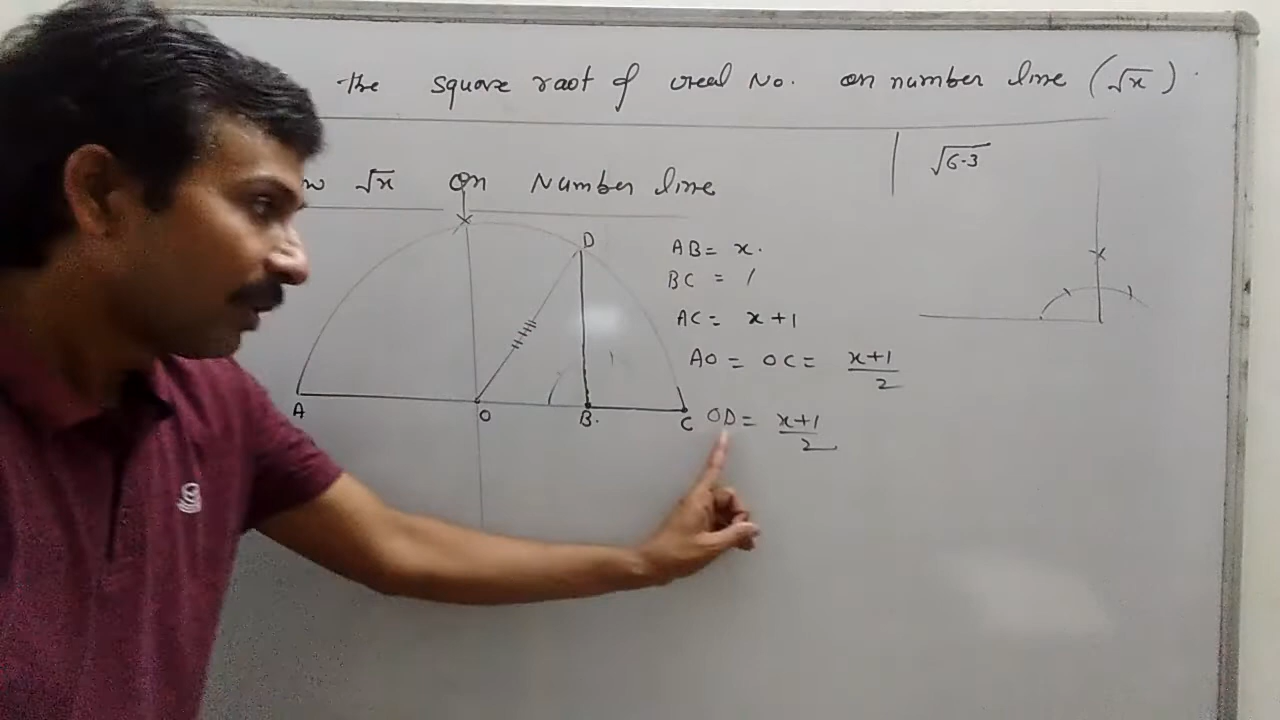 the square root of real No. on number line (√x).
√6.3
√x on Number line
D
AB = x.
BC = 1
AC = x+1
AO = OC = x+1/2
A O B. C
OD = x+1/2